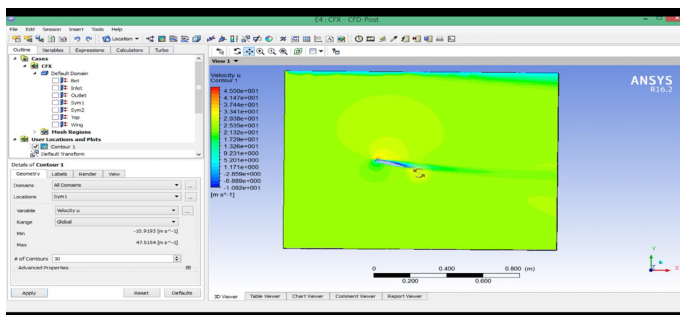 E4 : CFX - CFD-Post
File Edit Session Insert Tools Help
Location
Outline Variables Expressions Calculators Turbo
Cases
CFX
Default Domain
Bot
Inlet
Outlet
Sym1
Sym2
Top
Wing
Mesh Regions
User Locations and Plots
Contour 1
Default Transform
Details of Contour 1
Geometry Labels Render View
Domains All Domains ...
Locations Sym1 ...
Variable Velocity u ...
Range Global
Min -10.9193 [m s^-1]
Max 47.5154 [m s^-1]
# of Contours 30
Advanced Properties
Apply Reset Defaults
View 1
Velocity u
Contour 1
4.550e+001
4.147e+001
3.744e+001
3.341e+001
2.938e+001
2.535e+001
2.132e+001
1.729e+001
1.326e+001
9.231e+000
5.201e+000
1.171e+000
-2.859e+000
-6.889e+000
-1.092e+001
[m s^-1]
ANSYS
R16.2
0 0.400 0.800 (m)
0.200 0.600
Y
Z X
3D Viewer Table Viewer Chart Viewer Comment Viewer Report Viewer